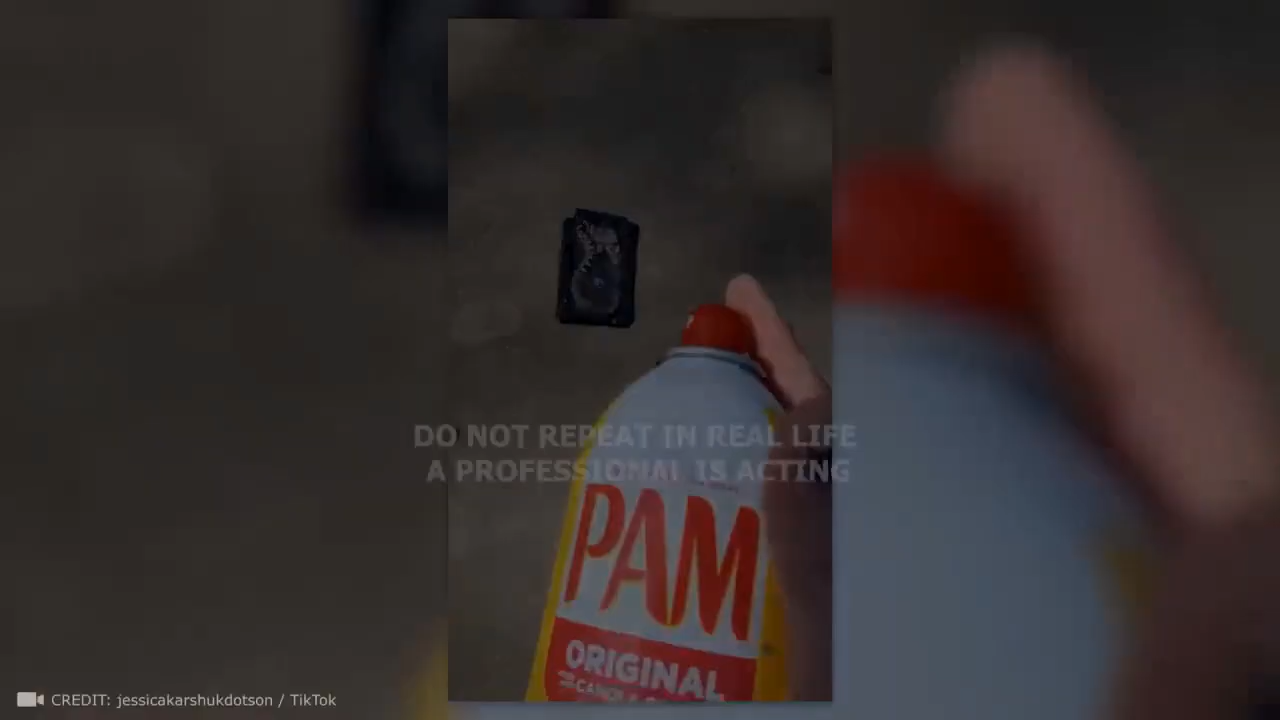 DO NOT REPEAT IN REAL LIFE
A PROFESSIONAL IS ACTING
PAM
ORIGINAL
CREDIT: jessicakarshukdotson / TikTok